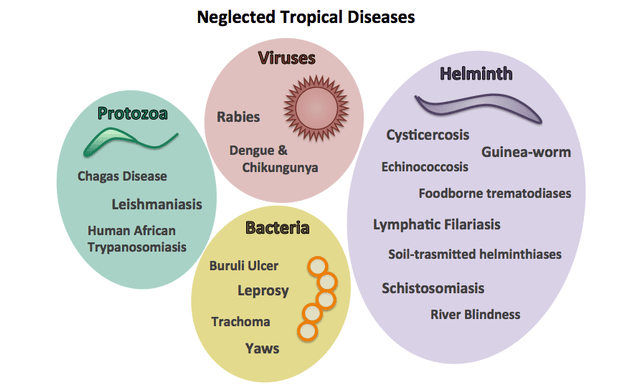 Neglected Tropical Diseases
Viruses
Rabies
Dengue &
Chikungunya
Protozoa
Chagas Disease
Leishmaniasis
Human African
Trypanosomiasis
Bacteria
Buruli Ulcer
Leprosy
Trachoma
Yaws
Helminth
Cysticercosis
Guinea-worm
Echinococcosis
Foodborne trematodiases
Lymphatic Filariasis
Soil-trasmitted helminthiases
Schistosomiasis
River Blindness